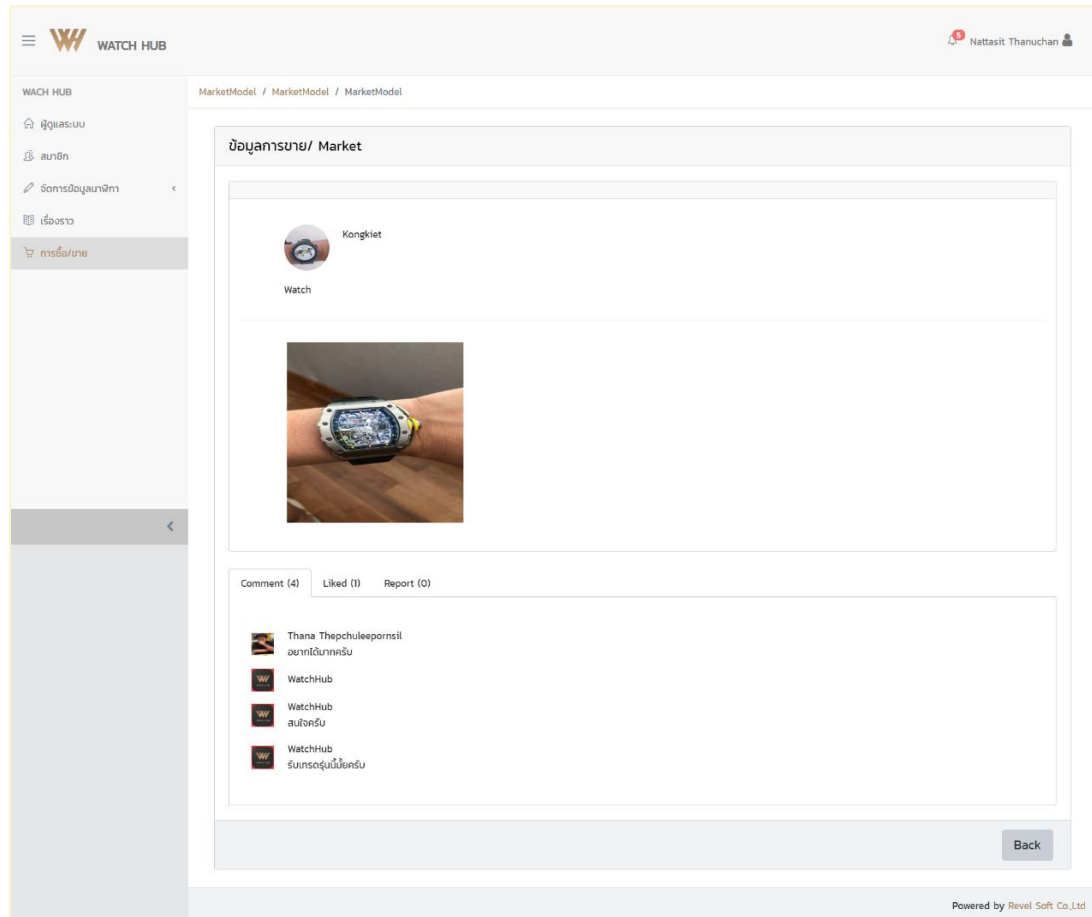 WATCH HUB
5
Nattasit Thanuchan
WACH HUB
ผู้ดูแลระบบ
สมาชิก
จัดการข้อมูลนาฬิกา
เรื่องราว
การซื้อ/ขาย
MarketModel / MarketModel / MarketModel
ข้อมูลการขาย/ Market
Kongkiet
Watch
Comment (4)
Liked (1)
Report (0)
Thana Thepchuleepornsil
อยากได้มากครับ
WatchHub
WatchHub
สนใจครับ
WatchHub
รับเทรดรุ่นนี้มั้ยครับ
Back
Powered by Revel Soft Co.,Ltd